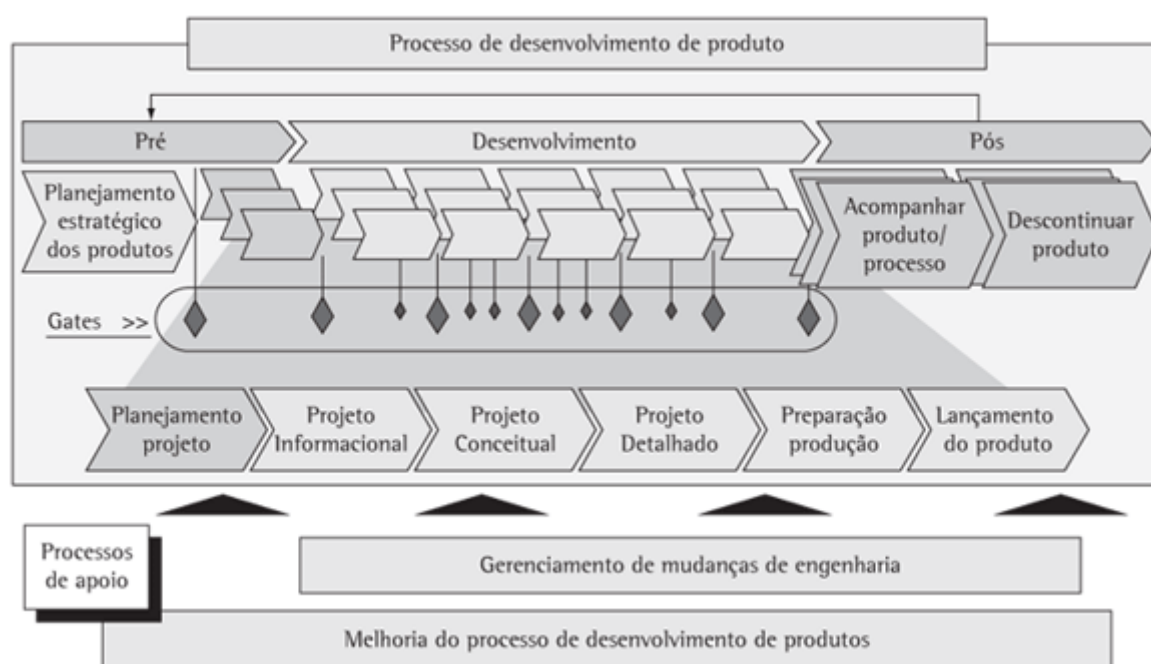 Processo de desenvolvimento de produto
Pré
Desenvolvimento
Pós
Planejamento
estratégico
dos produtos
Acompanhar
produto/
processo
Descontinuar
produto
Gates >>
Planejamento
projeto
Projeto
Informacional
Projeto
Conceitual
Projeto
Detalhado
Preparação
produção
Lançamento
do produto
Processos
de apoio
Gerenciamento de mudanças de engenharia
Melhoria do processo de desenvolvimento de produtos